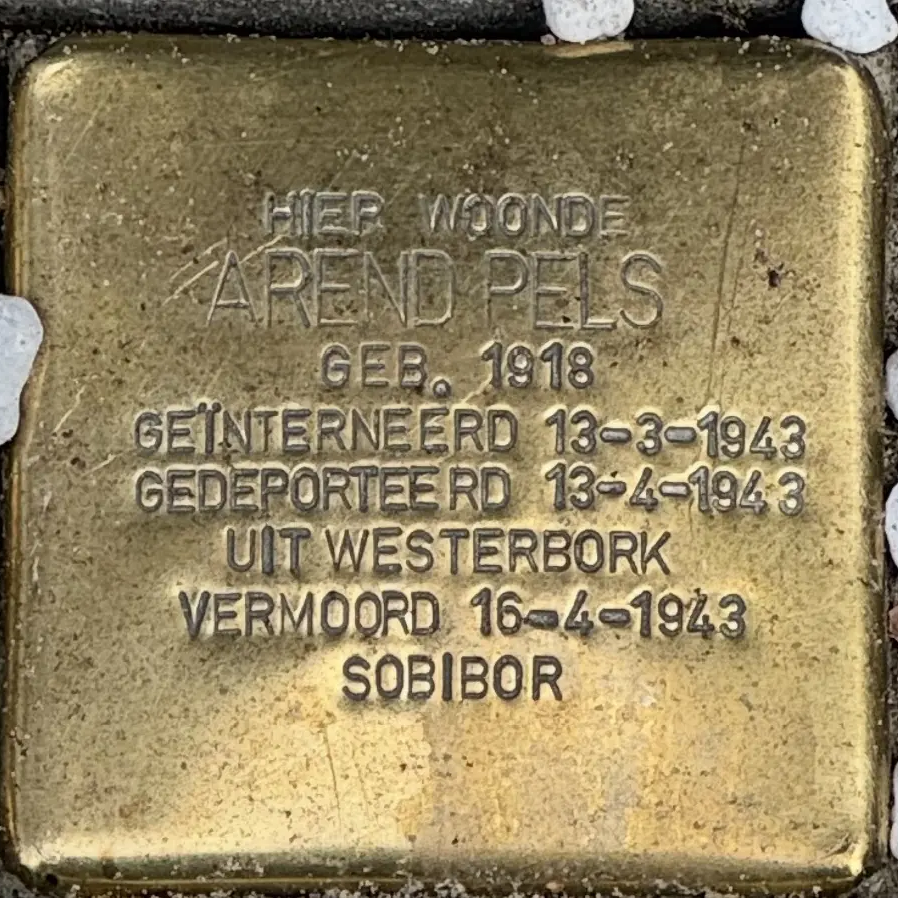 HIER WOONDE
AREND PELS
GEB. 1918
GEÏNTERNEERD 13-3-1943
GEDEPORTEERD 13-4-1943
UIT WESTERBORK
VERMOORD 16-4-1943
SOBIBOR